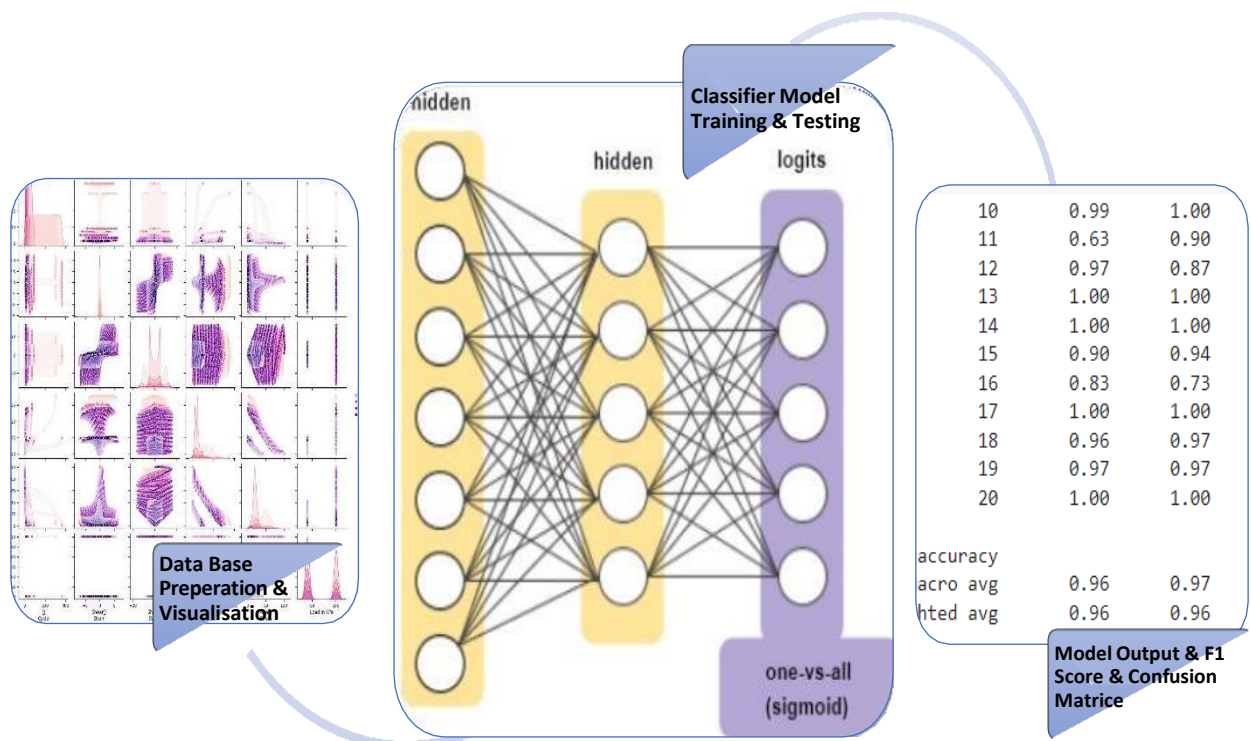 Classifier Model
Training & Testing
hidden
hidden
logits
one-vs-all
(sigmoid)
Data Base
Preperation &
Visualisation
10 0.99 1.00
11 0.63 0.90
12 0.97 0.87
13 1.00 1.00
14 1.00 1.00
15 0.90 0.94
16 0.83 0.73
17 1.00 1.00
18 0.96 0.97
19 0.97 0.97
20 1.00 1.00
accuracy
acro avg 0.96 0.97
hted avg 0.96 0.96
Model Output & F1
Score & Confusion
Matrice